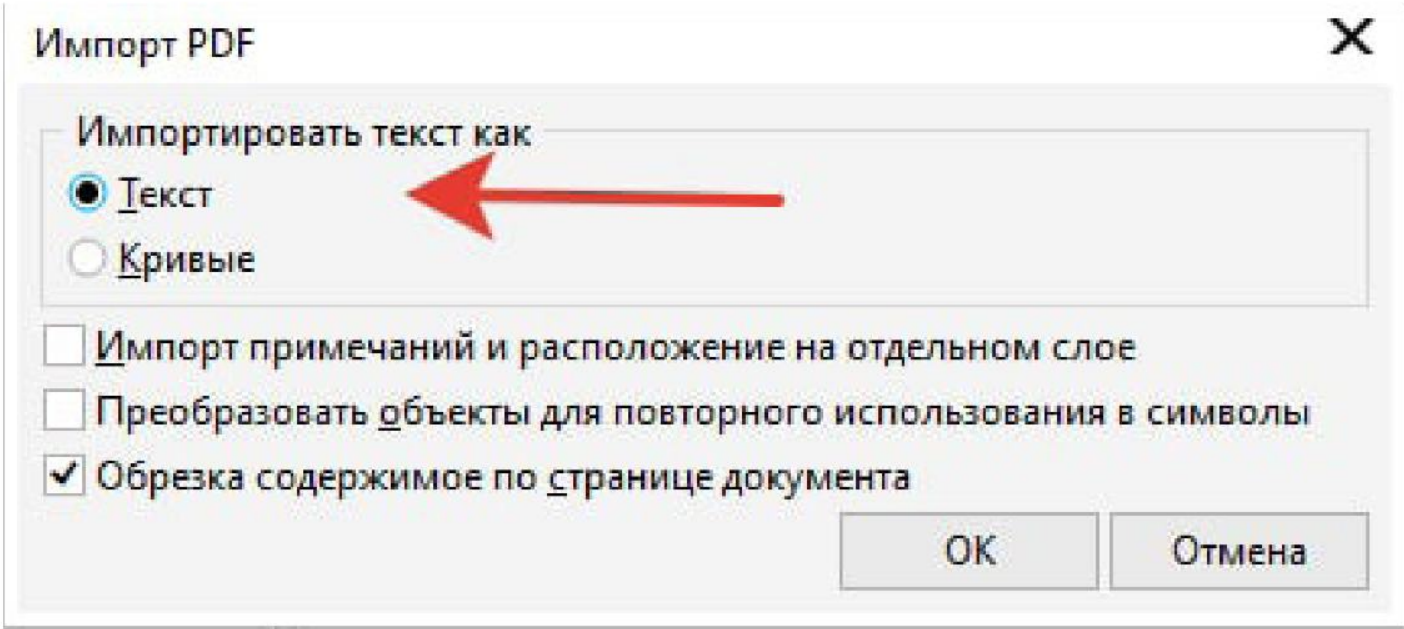 Импорт PDF
Импортировать текст как
Текст
Кривые
Импорт примечаний и расположение на отдельном слое
Преобразовать объекты для повторного использования в символы
Обрезка содержимое по странице документа
ОК Отмена